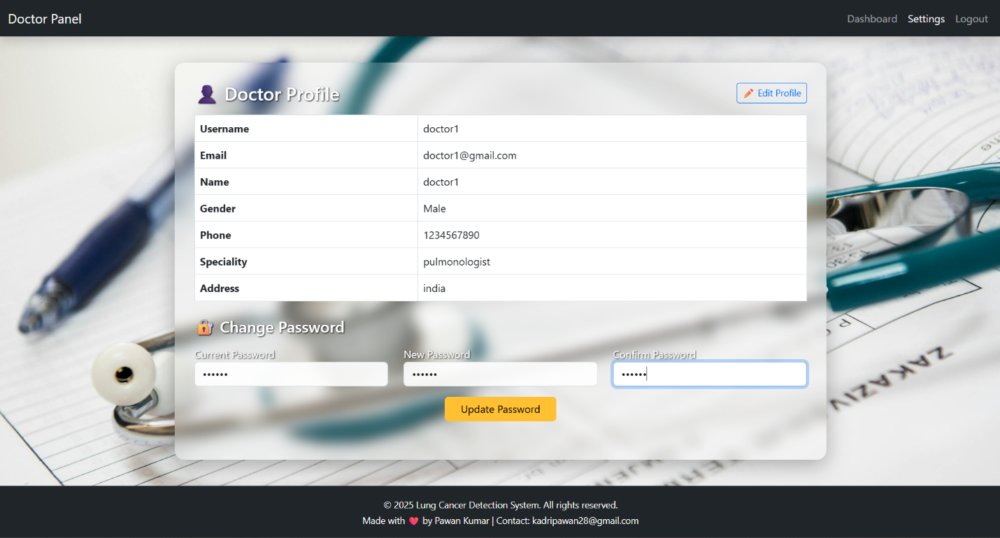 Doctor Panel
Dashboard Settings Logout
Doctor Profile
Edit Profile
Username doctor1
Email doctor1@gmail.com
Name doctor1
Gender Male
Phone 1234567890
Speciality pulmonologist
Address india
Change Password
Current Password New Password Confirm Password
•••••• •••••• ••••••
Update Password
ZAKAZIV
© 2025 Lung Cancer Detection System. All rights reserved.
Made with ❤ by Pawan Kumar | Contact: kadripawan28@gmail.com